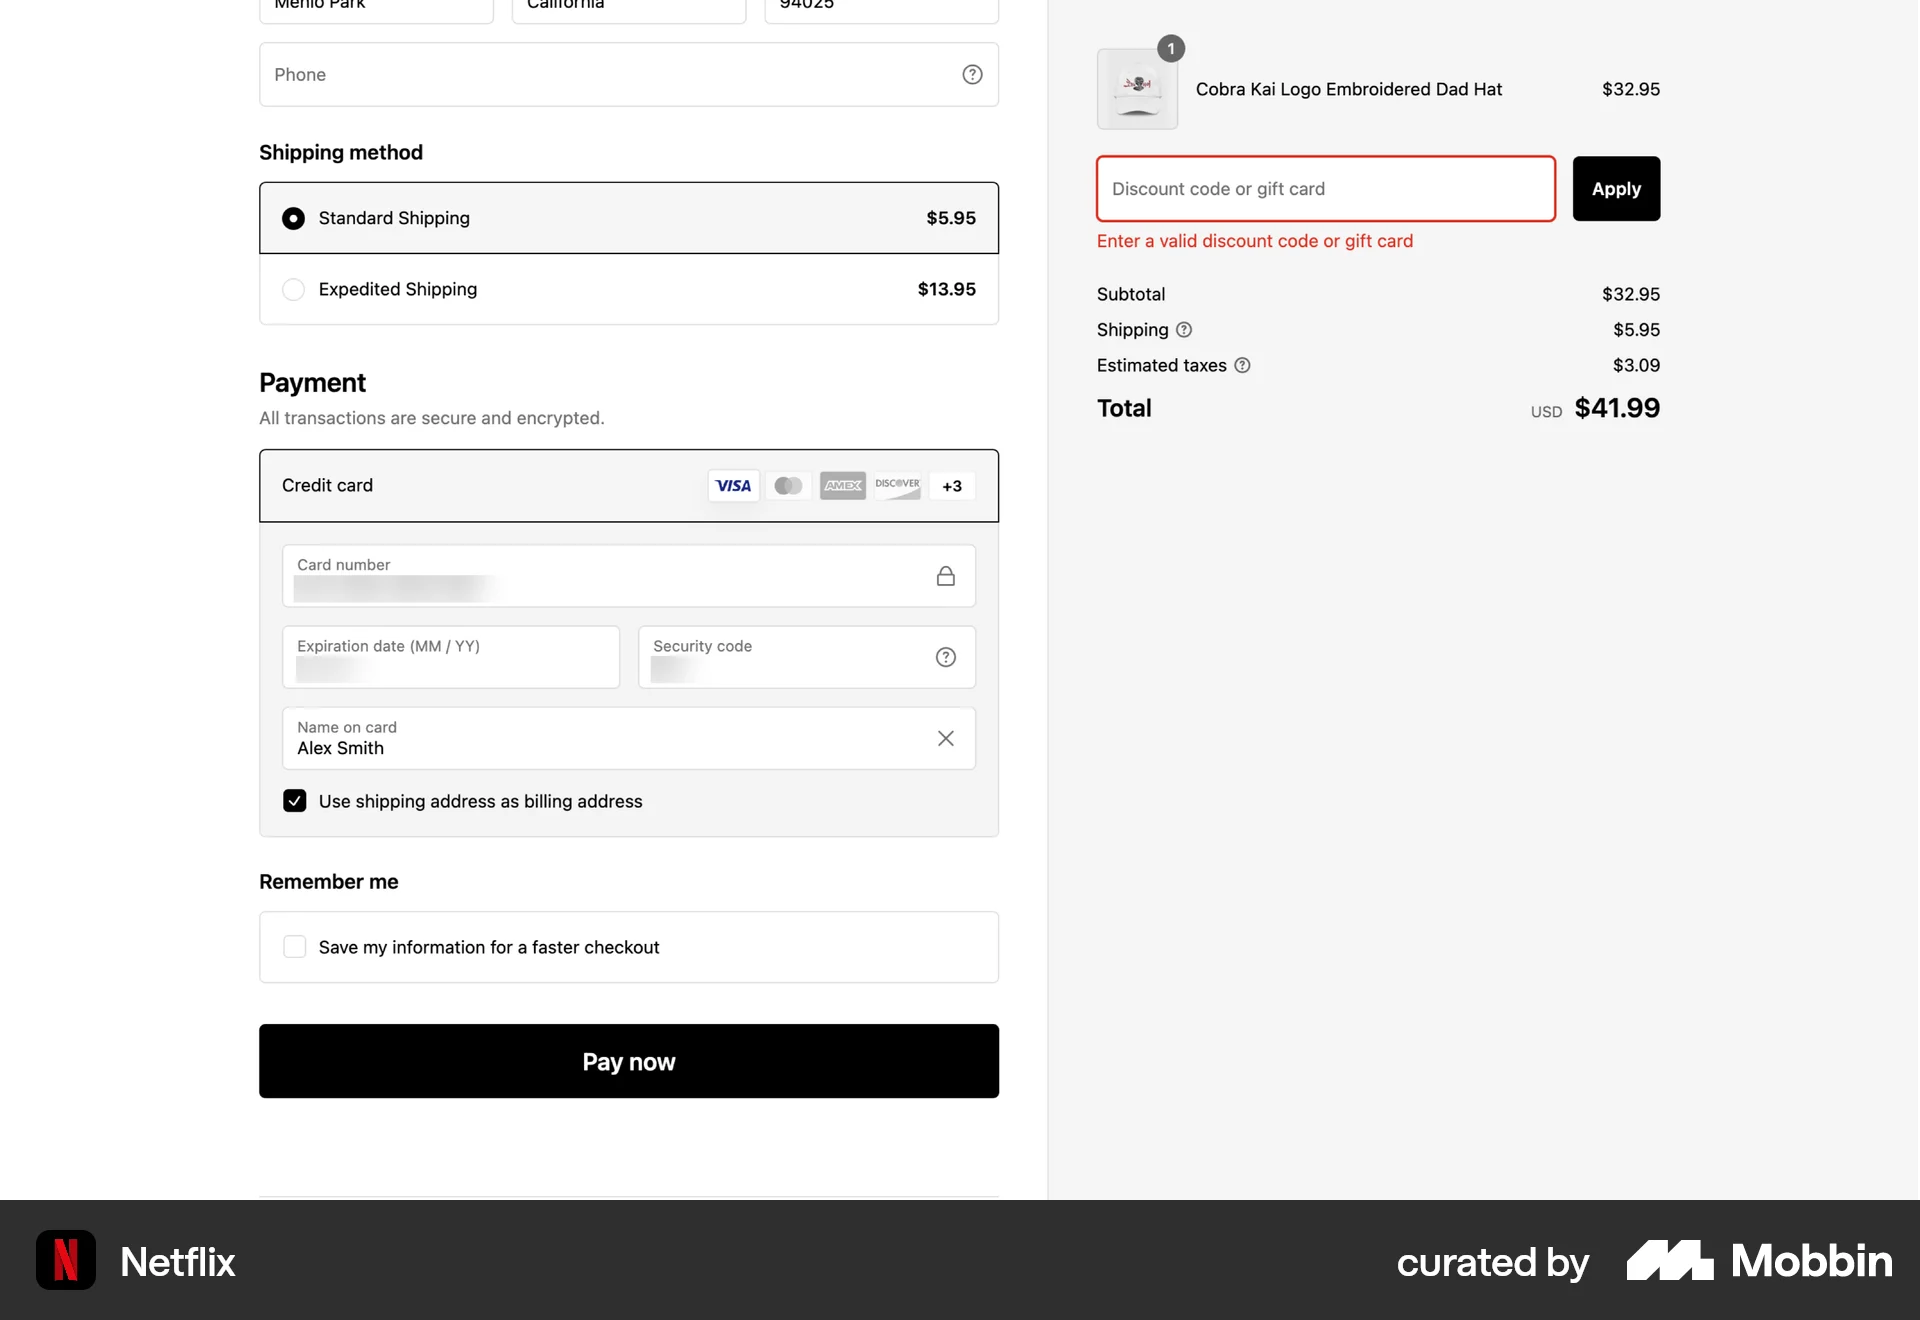 Menlo Park
California
94025
Phone
Shipping method
Standard Shipping $5.95
Expedited Shipping $13.95
Payment
All transactions are secure and encrypted.
Credit card VISA AMEX DISCOVER +3
Card number
Expiration date (MM / YY)
Security code
Name on card
Alex Smith
Use shipping address as billing address
Remember me
Save my information for a faster checkout
Pay now
1
Cobra Kai Logo Embroidered Dad Hat $32.95
Discount code or gift card
Apply
Enter a valid discount code or gift card
Subtotal $32.95
Shipping $5.95
Estimated taxes $3.09
Total USD $41.99
N Netflix
curated by Mobbin